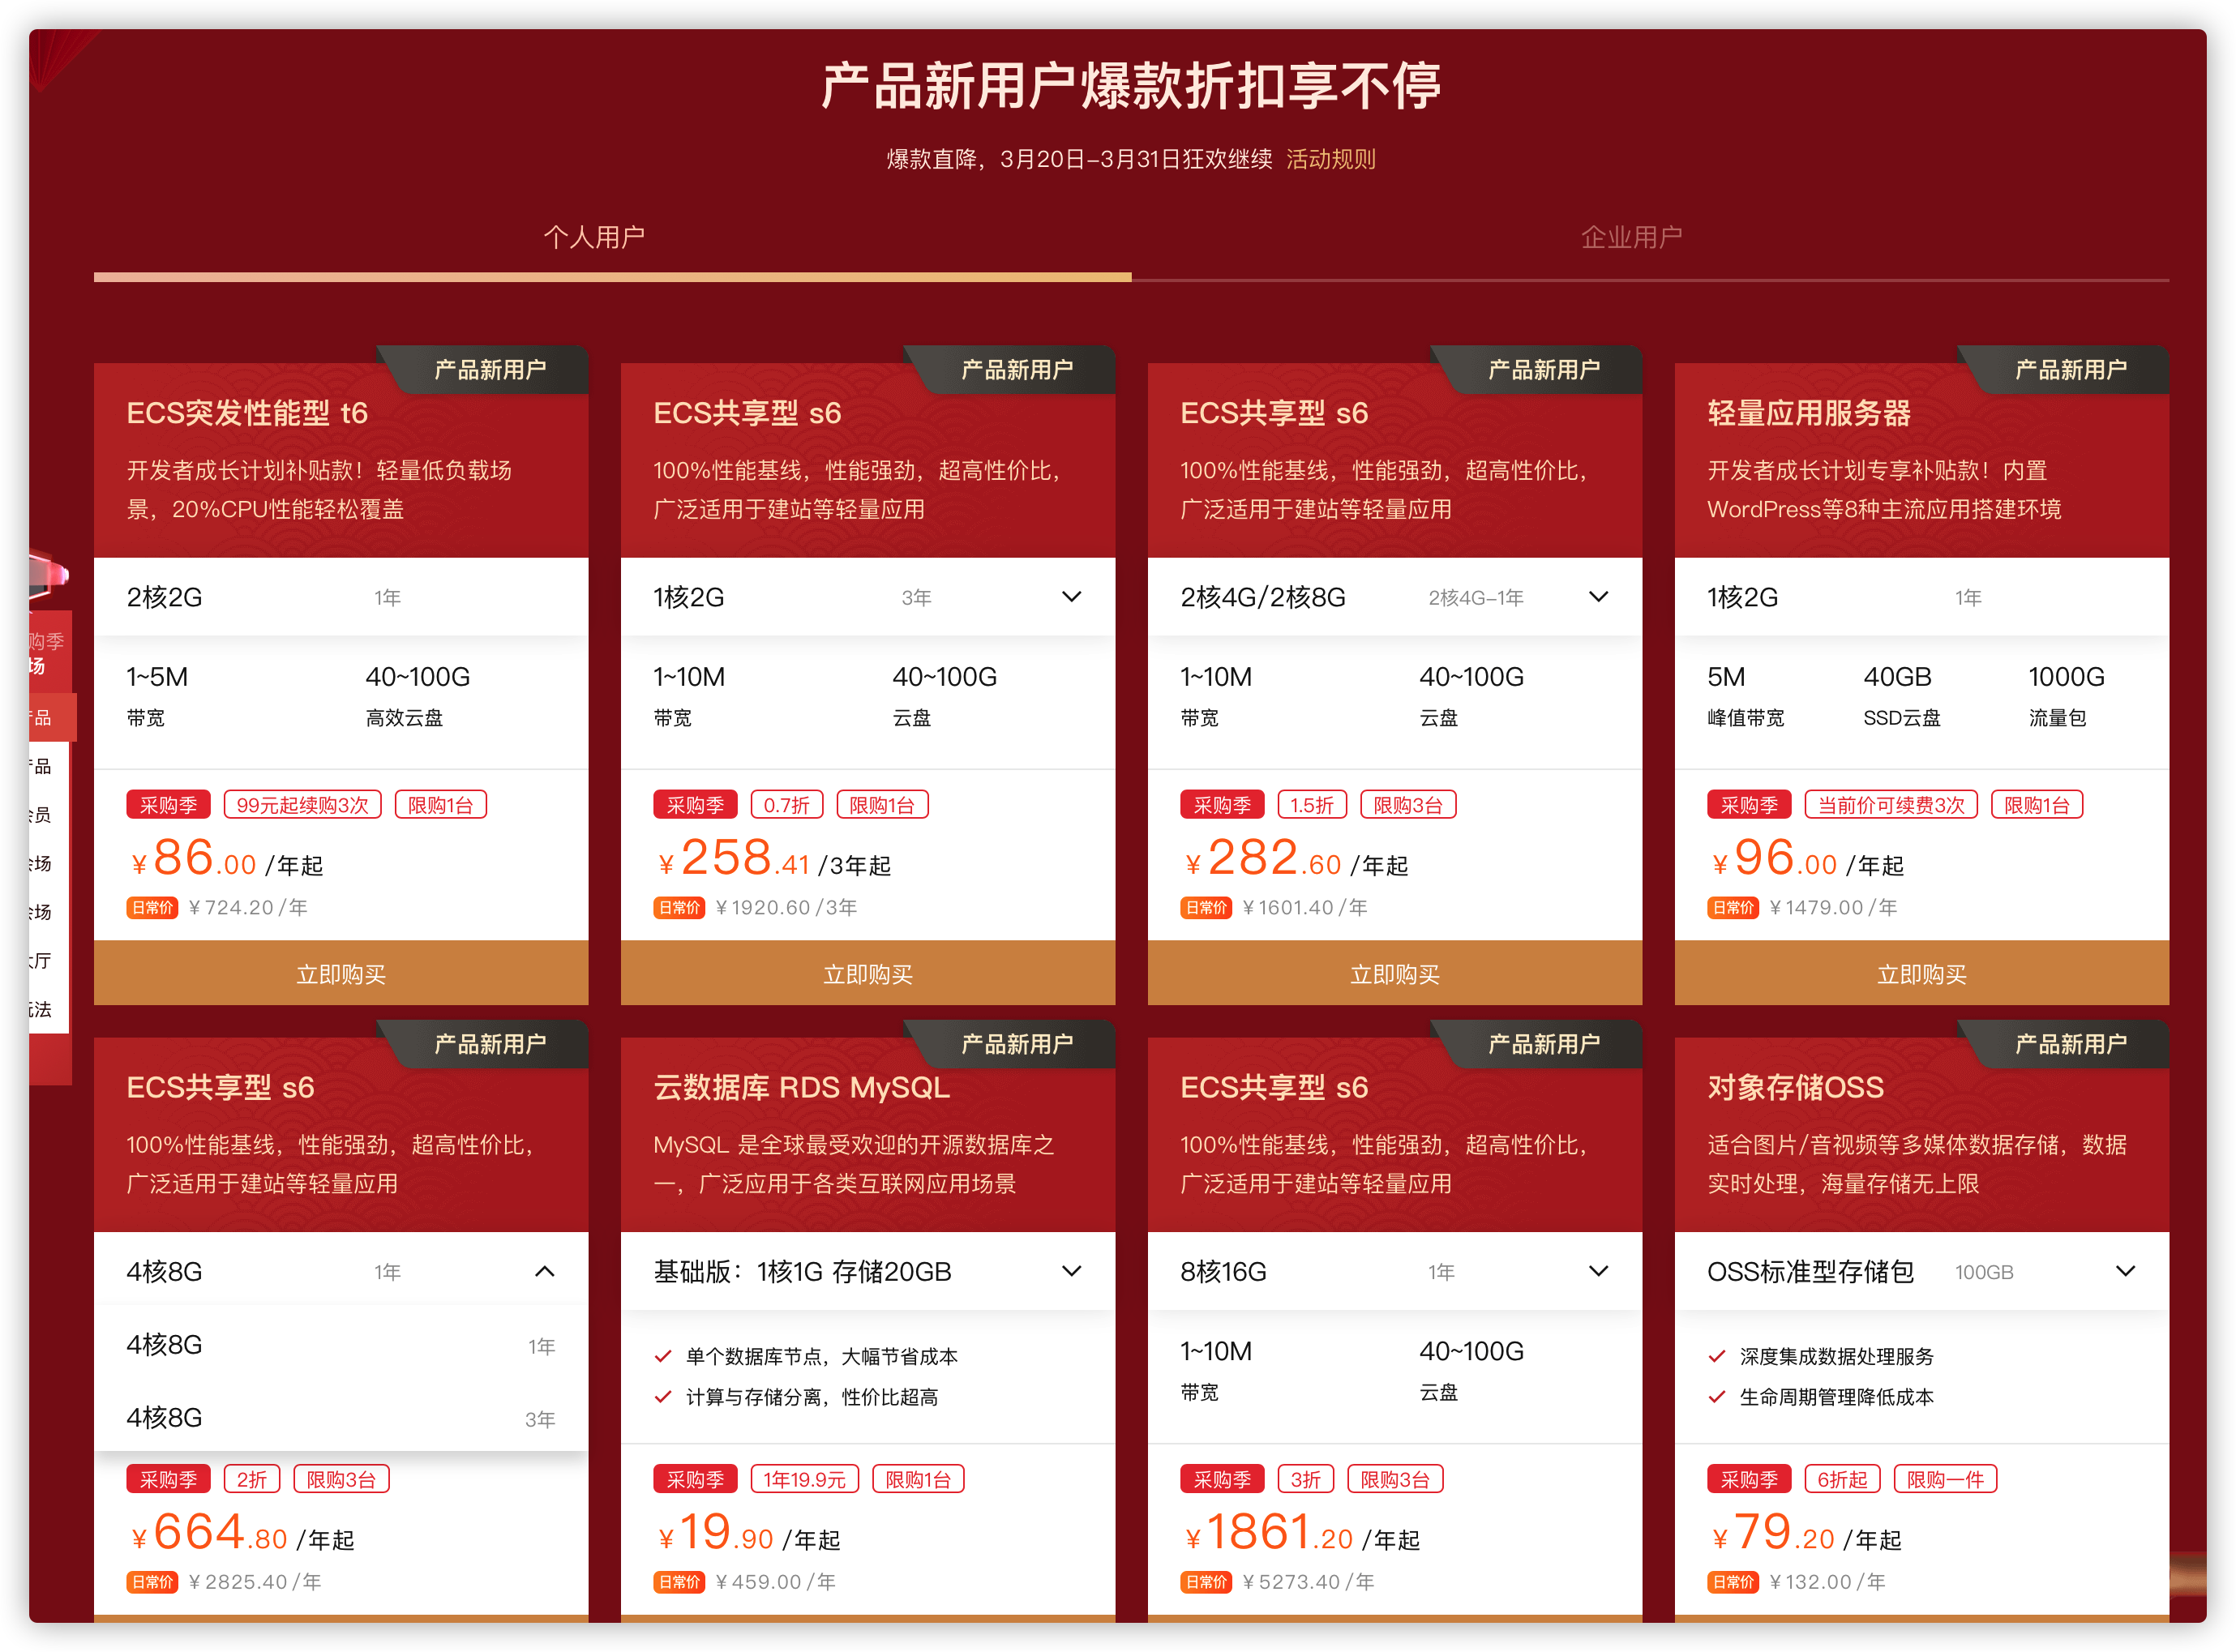 产品新用户爆款折扣享不停
爆款直降，3月20日-3月31日狂欢继续 活动规则
个人用户
企业用户
产品新用户
ECS突发性能型 t6
开发者成长计划补贴款！轻量低负载场
景，20%CPU性能轻松覆盖
2核2G 1年
1~5M 40~100G
带宽 高效云盘
采购季 99元起续购3次 限购1台
¥86.00 /年起
日常价 ¥724.20/年
立即购买
产品新用户
ECS共享型 s6
100%性能基线，性能强劲，超高性价比，
广泛适用于建站等轻量应用
1核2G 3年
1~10M 40~100G
带宽 云盘
采购季 0.7折 限购1台
¥258.41 /3年起
日常价 ¥1920.60/3年
立即购买
产品新用户
ECS共享型 s6
100%性能基线，性能强劲，超高性价比，
广泛适用于建站等轻量应用
2核4G/2核8G 2核4G-1年
1~10M 40~100G
带宽 云盘
采购季 1.5折 限购3台
¥282.60 /年起
日常价 ¥1601.40/年
立即购买
产品新用户
轻量应用服务器
开发者成长计划专享补贴款！内置
WordPress等8种主流应用搭建环境
1核2G 1年
5M 40GB 1000G
峰值带宽 SSD云盘 流量包
采购季 当前价可续费3次 限购1台
¥96.00 /年起
日常价 ¥1479.00/年
立即购买
购季
场
品
品
员
场
场
厅
法
产品新用户
ECS共享型 s6
100%性能基线，性能强劲，超高性价比，
广泛适用于建站等轻量应用
4核8G 1年
4核8G 1年
4核8G 3年
采购季 2折 限购3台
¥664.80 /年起
日常价 ¥2825.40/年
产品新用户
云数据库 RDS MySQL
MySQL 是全球最受欢迎的开源数据库之
一，广泛应用于各类互联网应用场景
基础版：1核1G 存储20GB
单个数据库节点，大幅节省成本
计算与存储分离，性价比超高
采购季 1年19.9元 限购1台
¥19.90 /年起
日常价 ¥459.00/年
产品新用户
ECS共享型 s6
100%性能基线，性能强劲，超高性价比，
广泛适用于建站等轻量应用
8核16G 1年
1~10M 40~100G
带宽 云盘
采购季 3折 限购3台
¥1861.20 /年起
日常价 ¥5273.40/年
产品新用户
对象存储OSS
适合图片/音视频等多媒体数据存储，数据
实时处理，海量存储无上限
OSS标准型存储包 100GB
深度集成数据处理服务
生命周期管理降低成本
采购季 6折起 限购一件
¥79.20 /年起
日常价 ¥132.00/年